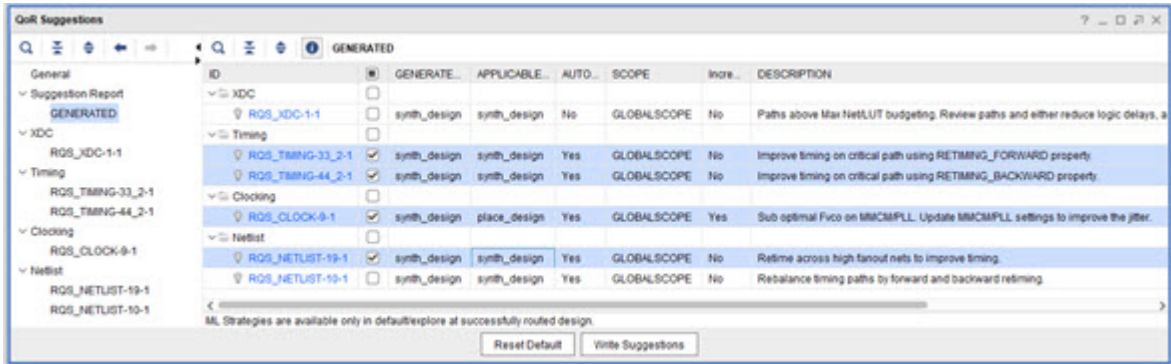 QoR Suggestions
GENERATED
General
Suggestion Report
GENERATED
XDC
RQS_XDC-1-1
Timing
RQS_TIMING-33_2-1
RQS_TIMING-44_2-1
Clocking
RQS_CLOCK-9-1
Netlist
RQS_NETLIST-19-1
RQS_NETLIST-10-1
ID GENERATE... APPLICABLE... AUTO... SCOPE Incre... DESCRIPTION
XDC
RQS_XDC-1-1 synth_design synth_design No GLOBALSCOPE No Paths above Max Net/LUT budgeting. Review paths and either reduce logic delays, a
Timing
RQS_TIMING-33_2-1 synth_design synth_design Yes GLOBALSCOPE No Improve timing on critical path using RETIMING_FORWARD property.
RQS_TIMING-44_2-1 synth_design synth_design Yes GLOBALSCOPE No Improve timing on critical path using RETIMING_BACKWARD property.
Clocking
RQS_CLOCK-9-1 synth_design place_design Yes GLOBALSCOPE Yes Sub optimal Fvco on MMCM/PLL. Update MMCM/PLL settings to improve the jitter.
Netlist
RQS_NETLIST-19-1 synth_design synth_design Yes GLOBALSCOPE No Retime across high fanout nets to improve timing.
RQS_NETLIST-10-1 synth_design synth_design Yes GLOBALSCOPE No Rebalance timing paths by forward and backward retiming.
ML Strategies are available only in default/explore at successfully routed design.
Reset Default Write Suggestions